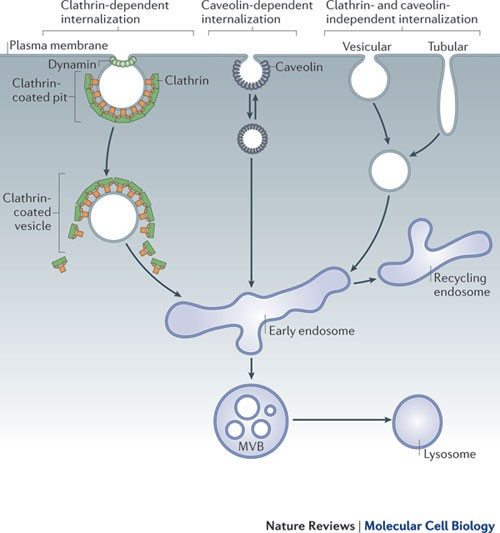 Clathrin-dependent
internalization
Caveolin-dependent
internalization
Clathrin- and caveolin-
independent internalization
Plasma membrane
Vesicular
Tubular
Dynamin
Clathrin-
coated pit
Clathrin
Caveolin
Clathrin-
coated
vesicle
Recycling
endosome
Early endosome
MVB
Lysosome
Nature Reviews | Molecular Cell Biology